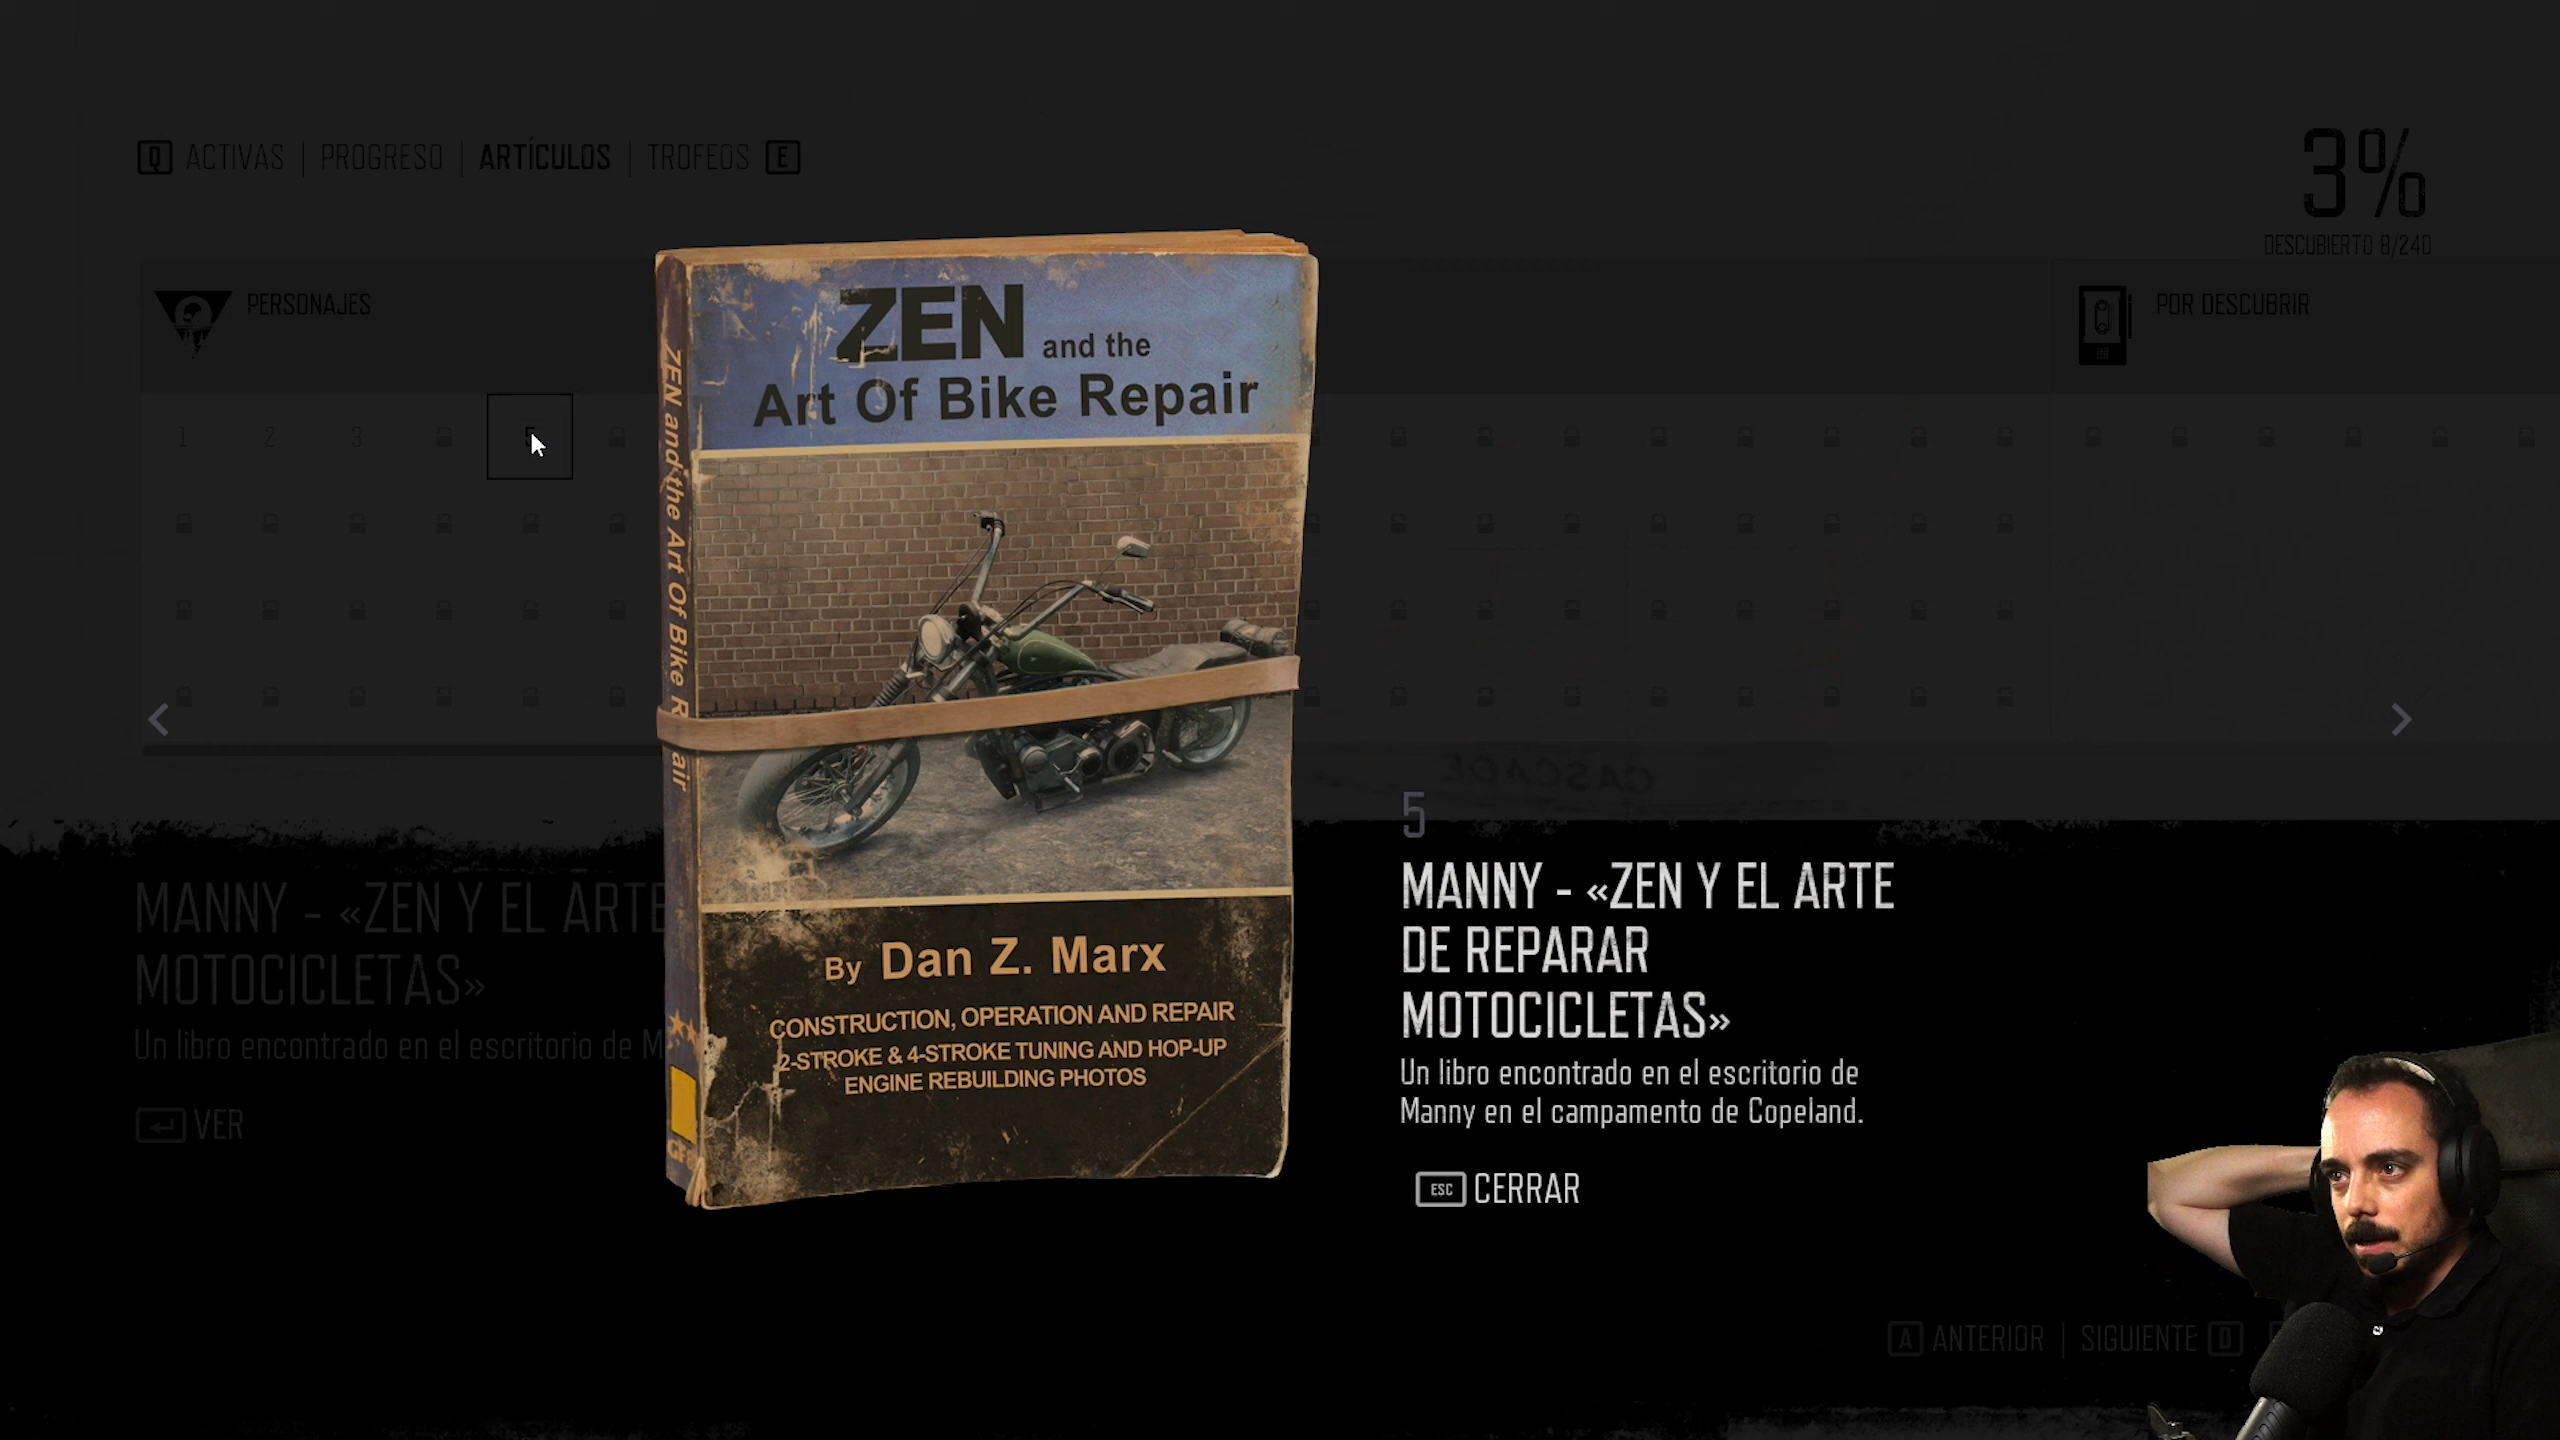 Q ACTIVAS | PROGRESO | ARTÍCULOS | TROFEOS E
3%
DESCUBIERTO 8/240
PERSONAJES
POR DESCUBRIR
1 2 3 5
ZEN and the
Art Of Bike Repair
ZEN and the Art Of Bike R air
By Dan Z. Marx
CONSTRUCTION, OPERATION AND REPAIR
2-STROKE & 4-STROKE TUNING AND HOP-UP
ENGINE REBUILDING PHOTOS
CASCADE
5
MANNY - «ZEN Y EL ARTE
DE REPARAR
MOTOCICLETAS»
Un libro encontrado en el escritorio de
Manny en el campamento de Copeland.
ESC CERRAR
MANNY - «ZEN Y EL ARTE
MOTOCICLETAS»
Un libro encontrado en el escritorio de M
VER
A ANTERIOR | SIGUIENTE D